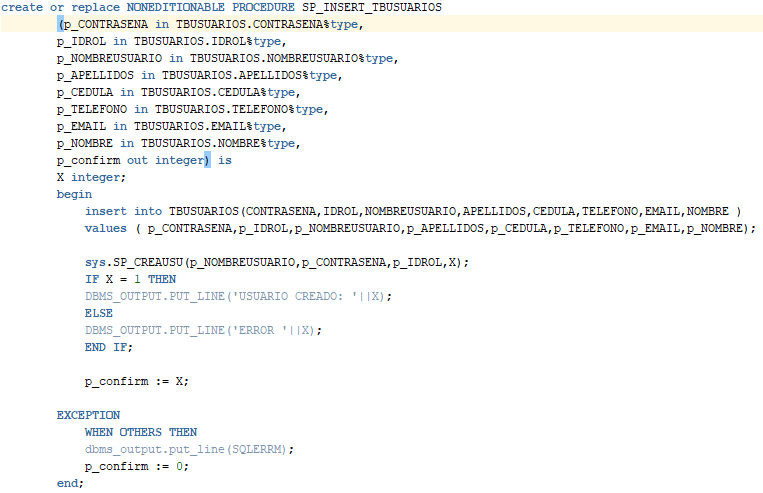 create or replace NONEDITIONABLE PROCEDURE SP_INSERT_TBUSUARIOS
(p_CONTRASENA in TBUSUARIOS.CONTRASENA%type,
p_IDROL in TBUSUARIOS.IDROL%type,
p_NOMBREUSUARIO in TBUSUARIOS.NOMBREUSUARIO%type,
p_APELLIDOS in TBUSUARIOS.APELLIDOS%type,
p_CEDULA in TBUSUARIOS.CEDULA%type,
p_TELEFONO in TBUSUARIOS.TELEFONO%type,
p_EMAIL in TBUSUARIOS.EMAIL%type,
p_NOMBRE in TBUSUARIOS.NOMBRE%type,
p_confirm out integer) is
X integer;
begin
insert into TBUSUARIOS(CONTRASENA,IDROL,NOMBREUSUARIO,APELLIDOS,CEDULA,TELEFONO,EMAIL,NOMBRE )
values ( p_CONTRASENA,p_IDROL,p_NOMBREUSUARIO,p_APELLIDOS,p_CEDULA,p_TELEFONO,p_EMAIL,p_NOMBRE);
sys.SP_CREAUSU(p_NOMBREUSUARIO,p_CONTRASENA,p_IDROL,X);
IF X = 1 THEN
DBMS_OUTPUT.PUT_LINE('USUARIO CREADO: '||X);
ELSE
DBMS_OUTPUT.PUT_LINE('ERROR '||X);
END IF;
p_confirm := X;
EXCEPTION
WHEN OTHERS THEN
dbms_output.put_line(SQLERRM);
p_confirm := 0;
end;